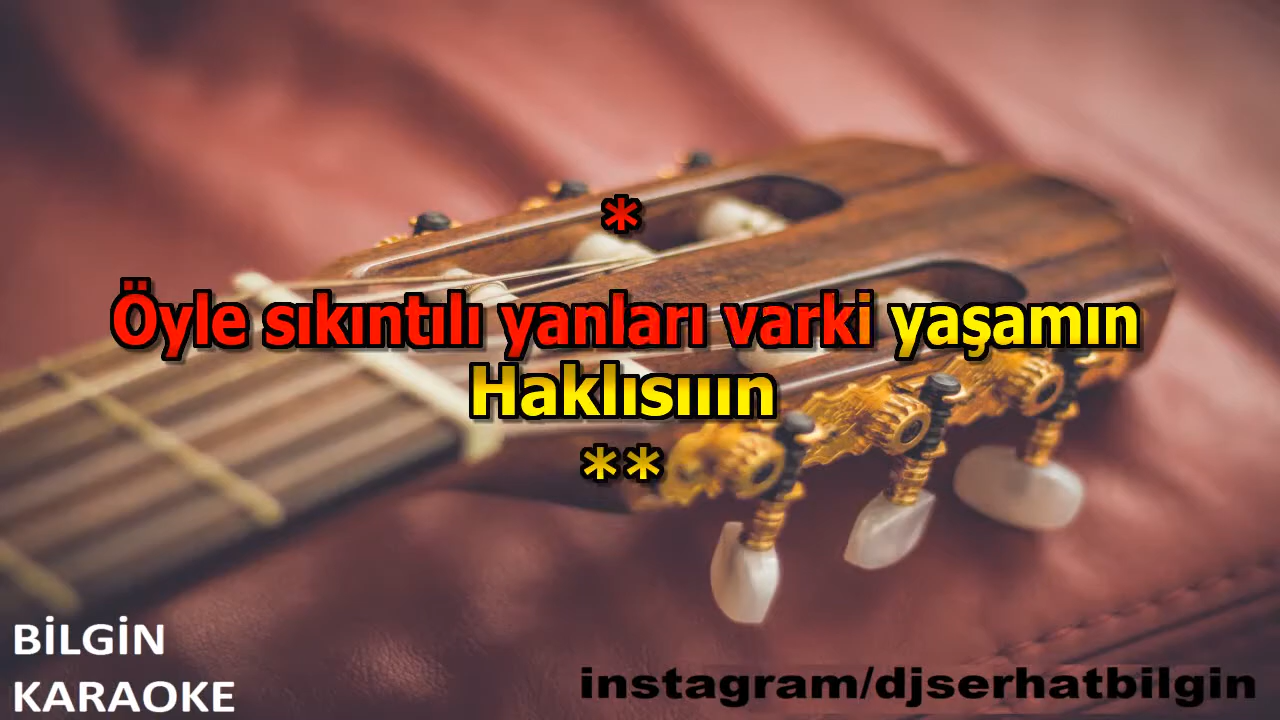 *
Öyle sıkıntılı yanları varki yaşamın
Haklısııın
**
BİLGİN
KARAOKE
instagram/djserhatbilgin